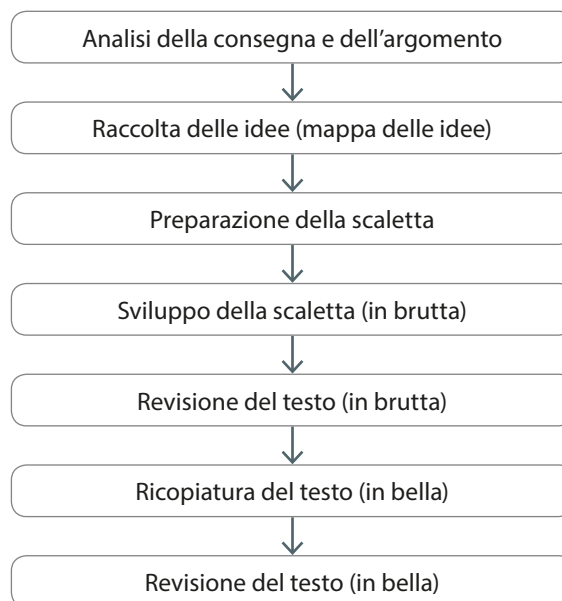 Analisi della consegna e dell'argomento
Raccolta delle idee (mappa delle idee)
Preparazione della scaletta
Sviluppo della scaletta (in brutta)
Revisione del testo (in brutta)
Ricopiatura del testo (in bella)
Revisione del testo (in bella)